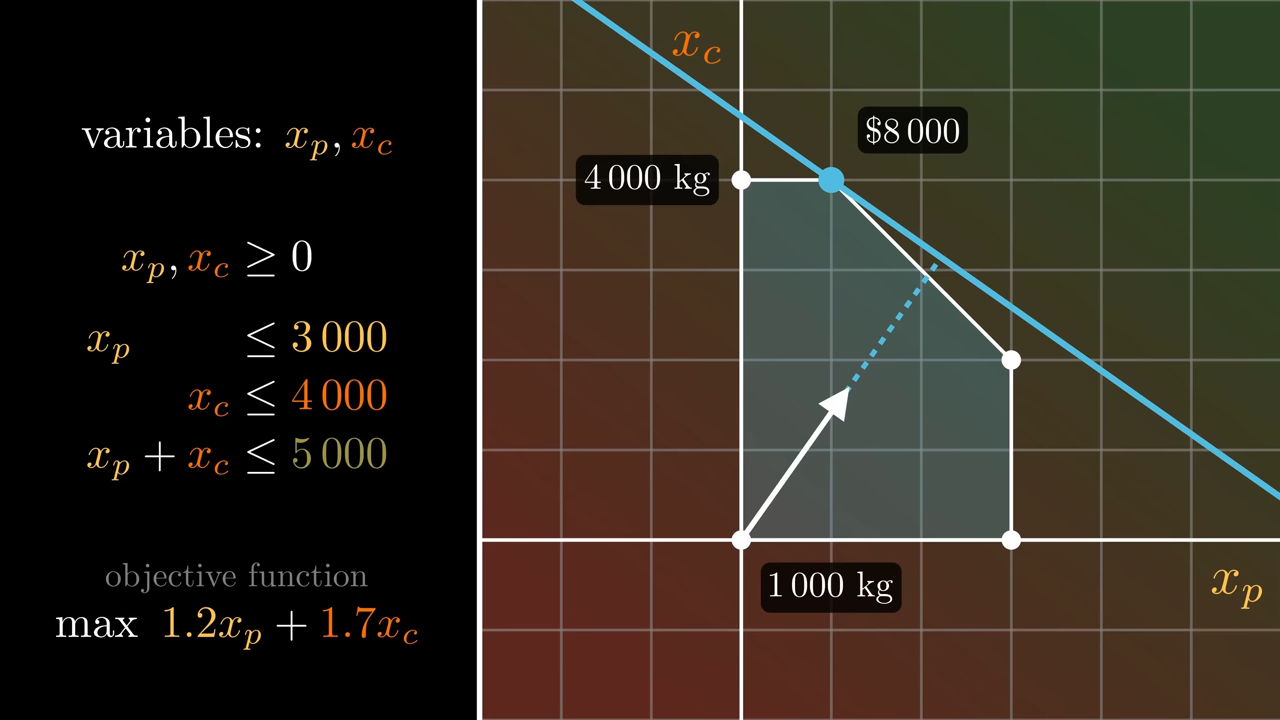 variables: x_p, x_c
x_p, x_c ≥ 0
x_p ≤ 3 000
x_c ≤ 4 000
x_p + x_c ≤ 5 000
objective function
max 1.2x_p + 1.7x_c
x_c
$8 000
4 000 kg
1 000 kg
x_p